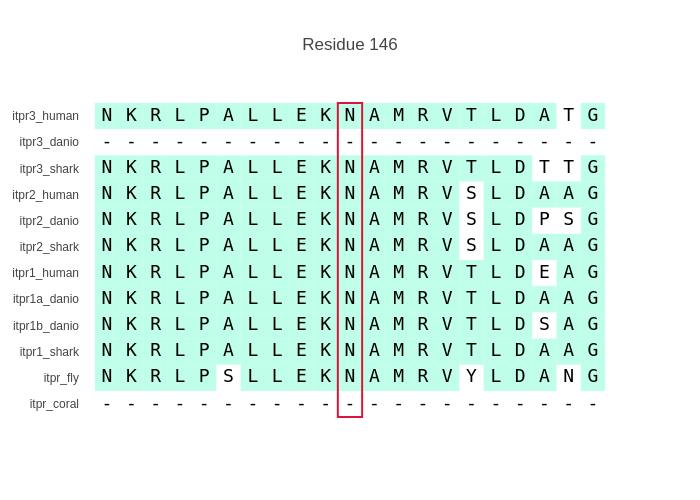 Residue 146
itpr3_human N K R L P A L L E K N A M R V T L D A T G
itpr3_danio - - - - - - - - - - - - - - - - - - - - -
itpr3_shark N K R L P A L L E K N A M R V T L D T T G
itpr2_human N K R L P A L L E K N A M R V S L D A A G
itpr2_danio N K R L P A L L E K N A M R V S L D P S G
itpr2_shark N K R L P A L L E K N A M R V S L D A A G
itpr1_human N K R L P A L L E K N A M R V T L D E A G
itpr1a_danio N K R L P A L L E K N A M R V T L D A A G
itpr1b_danio N K R L P A L L E K N A M R V T L D S A G
itpr1_shark N K R L P A L L E K N A M R V T L D A A G
itpr_fly N K R L P S L L E K N A M R V Y L D A N G
itpr_coral - - - - - - - - - - - - - - - - - - - - -